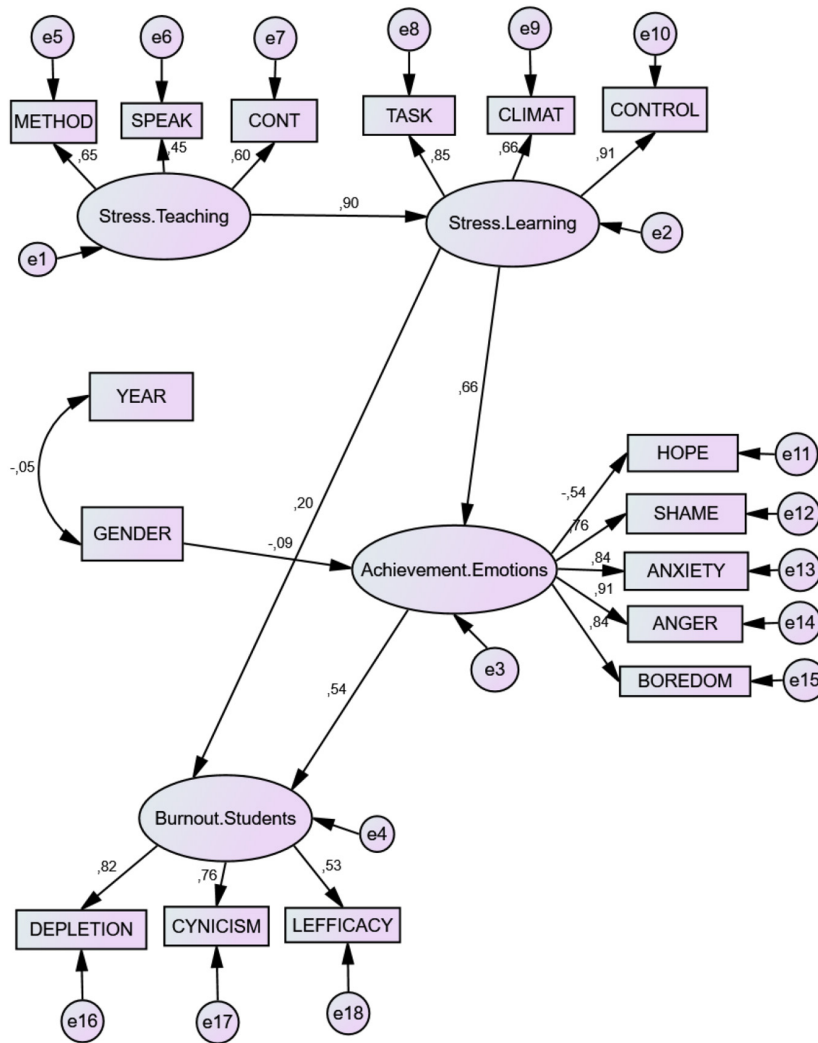 e5
e6
e7
e8
e9
e10
METHOD
SPEAK
CONT
TASK
CLIMAT
CONTROL
,65
,45
,60
,85
,66
,91
Stress.Teaching
,90
Stress.Learning
e1
e2
YEAR
-,05
GENDER
,66
,20
-,09
Achievement.Emotions
HOPE
e11
-,54
SHAME
e12
,76
ANXIETY
e13
,84
ANGER
e14
,91
BOREDOM
e15
,84
e3
,54
Burnout.Students
e4
,82
,76
,53
DEPLETION
CYNICISM
LEFFICACY
e16
e17
e18